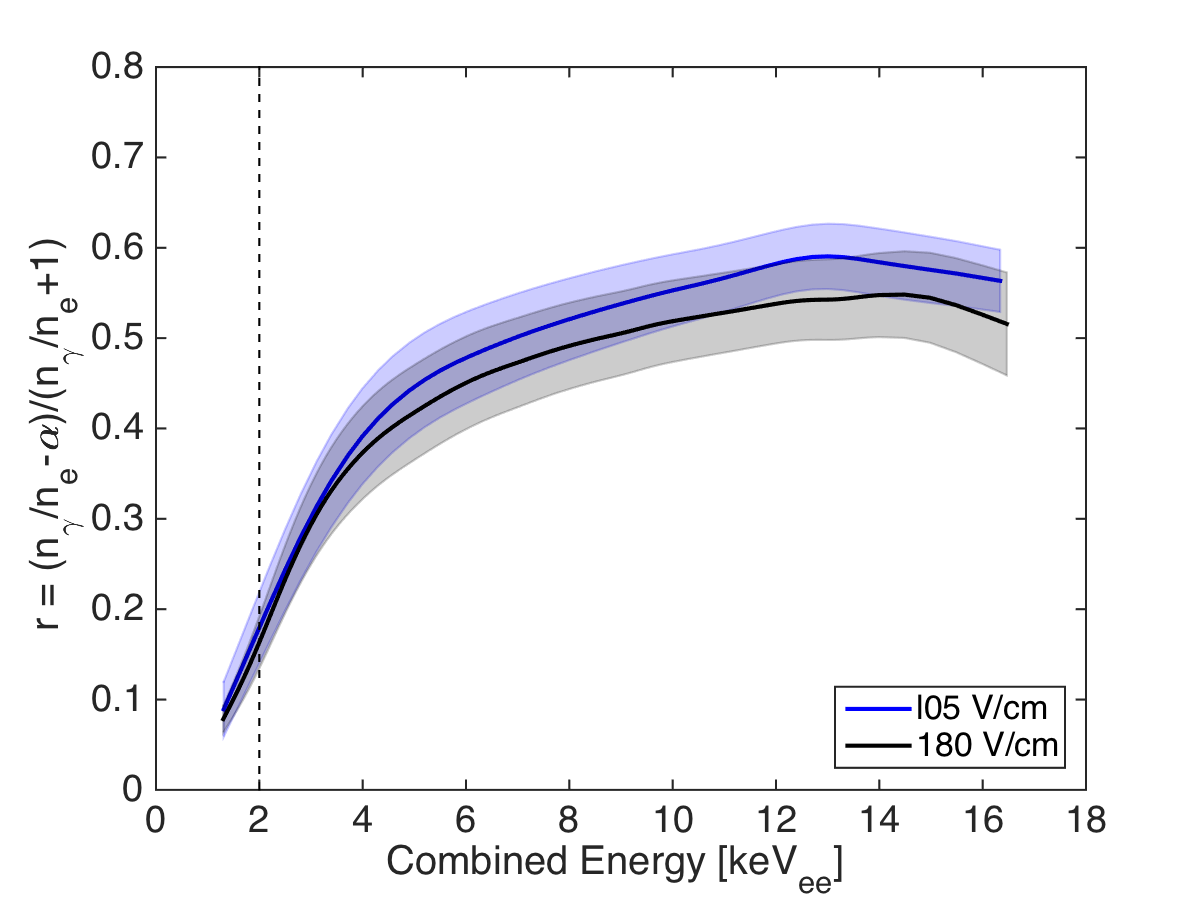 0.8
0.7
0.6
0.5
0.4
0.3
0.2
0.1
0
r = (nγ/ne -α)/(nγ/ne +1)
0 2 4 6 8 10 12 14 16 18
Combined Energy [keVee]
l05 V/cm
180 V/cm